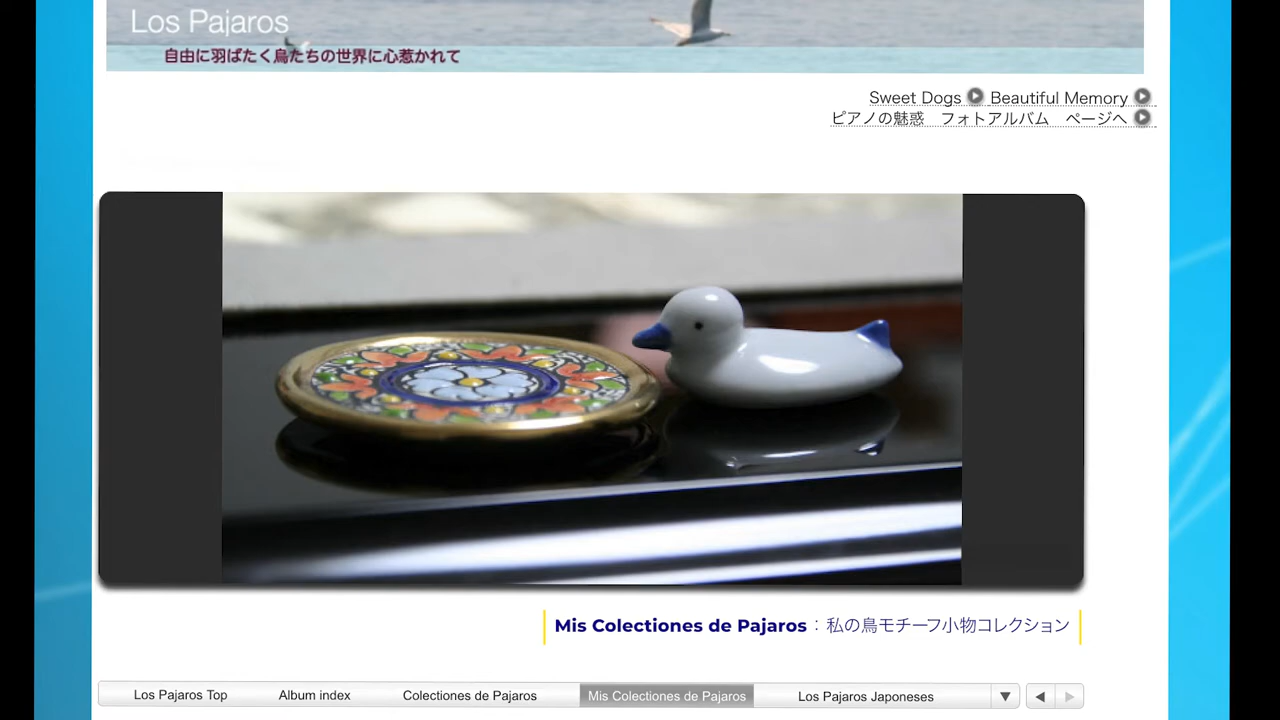 Los Pajaros
自由に羽ばたく鳥たちの世界に心惹かれて
Sweet Dogs Beautiful Memory
ピアノの魅惑 フォトアルバム ページへ
Mis Colectiones de Pajaros : 私の鳥モチーフ小物コレクション
Los Pajaros Top Album index Colectiones de Pajaros Mis Colectiones de Pajaros Los Pajaros Japoneses